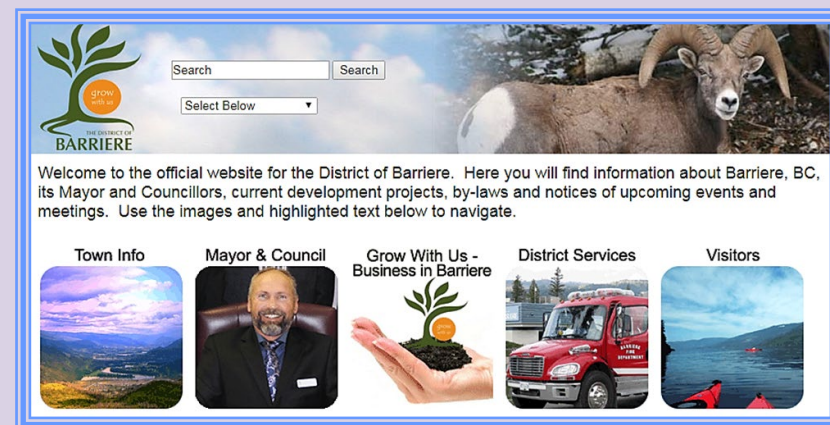 Search
Search
Select Below
grow
with us
THE DISTRICT OF
BARRIERE
Welcome to the official website for the District of Barriere. Here you will find information about Barriere, BC,
its Mayor and Councillors, current development projects, by-laws and notices of upcoming events and
meetings. Use the images and highlighted text below to navigate.
Town Info
Mayor & Council
Grow With Us -
Business in Barriere
District Services
Visitors
grow
with us
BARRIERE
FIRE
DEPARTMENT